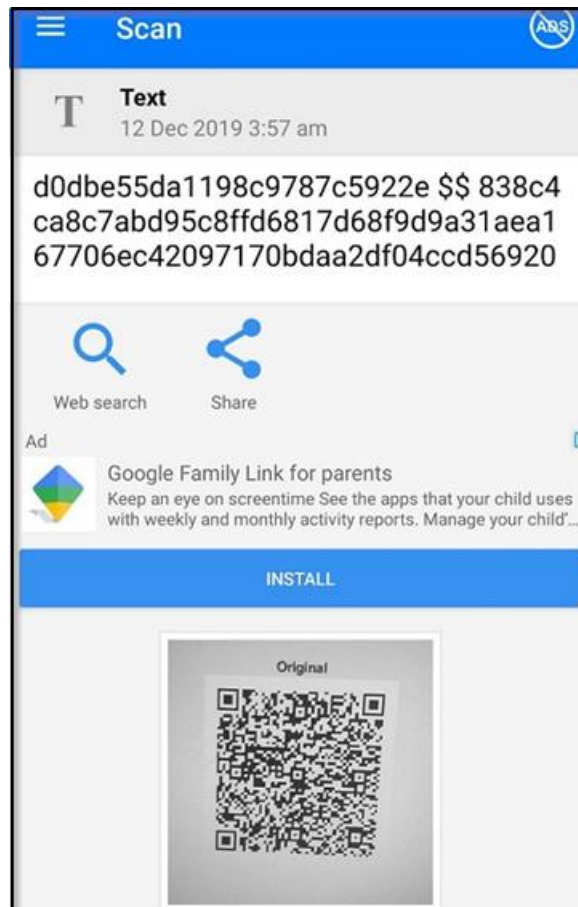 Scan
ADS
Text
T
12 Dec 2019 3:57 am
d0dbe55da1198c9787c5922e $$ 838c4
ca8c7abd95c8ffd6817d68f9d9a31aea1
67706ec42097170bdaa2df04ccd56920
Web search
Share
Ad
Google Family Link for parents
Keep an eye on screentime See the apps that your child uses
with weekly and monthly activity reports. Manage your child'...
INSTALL
Original